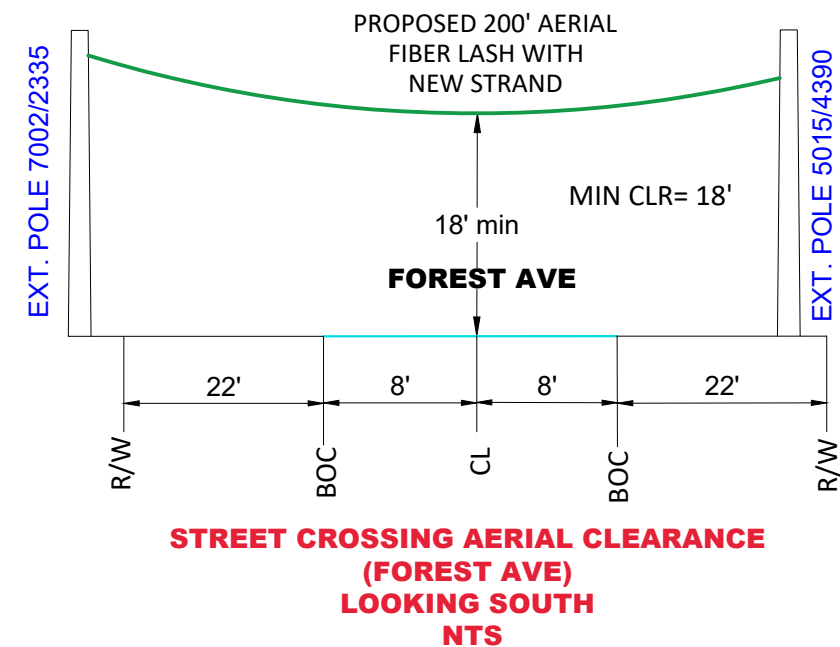 PROPOSED 200' AERIAL
FIBER LASH WITH
NEW STRAND
EXT. POLE 7002/2335
EXT. POLE 5015/4390
MIN CLR= 18'
18' min
FOREST AVE
22'
8'
8'
22'
R/W
BOC
CL
BOC
R/W
STREET CROSSING AERIAL CLEARANCE
(FOREST AVE)
LOOKING SOUTH
NTS